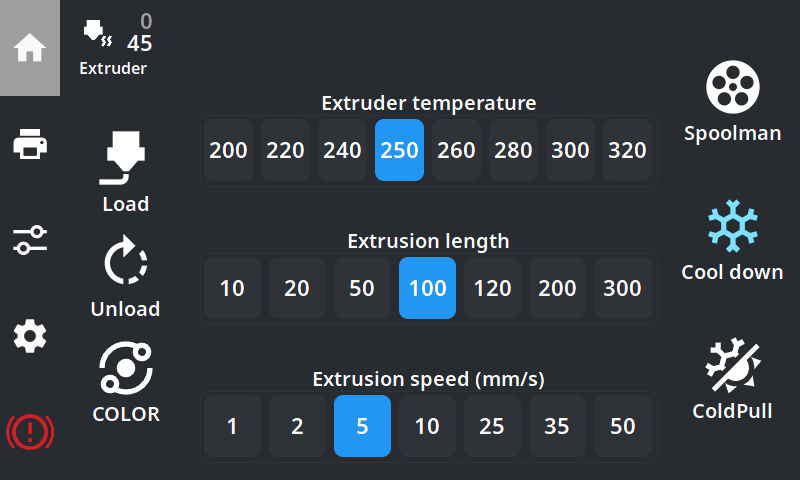 0
45
Extruder
Load
Unload
COLOR
Extruder temperature
200 220 240 250 260 280 300 320
Extrusion length
10 20 50 100 120 200 300
Extrusion speed (mm/s)
1 2 5 10 25 35 50
Spoolman
Cool down
ColdPull